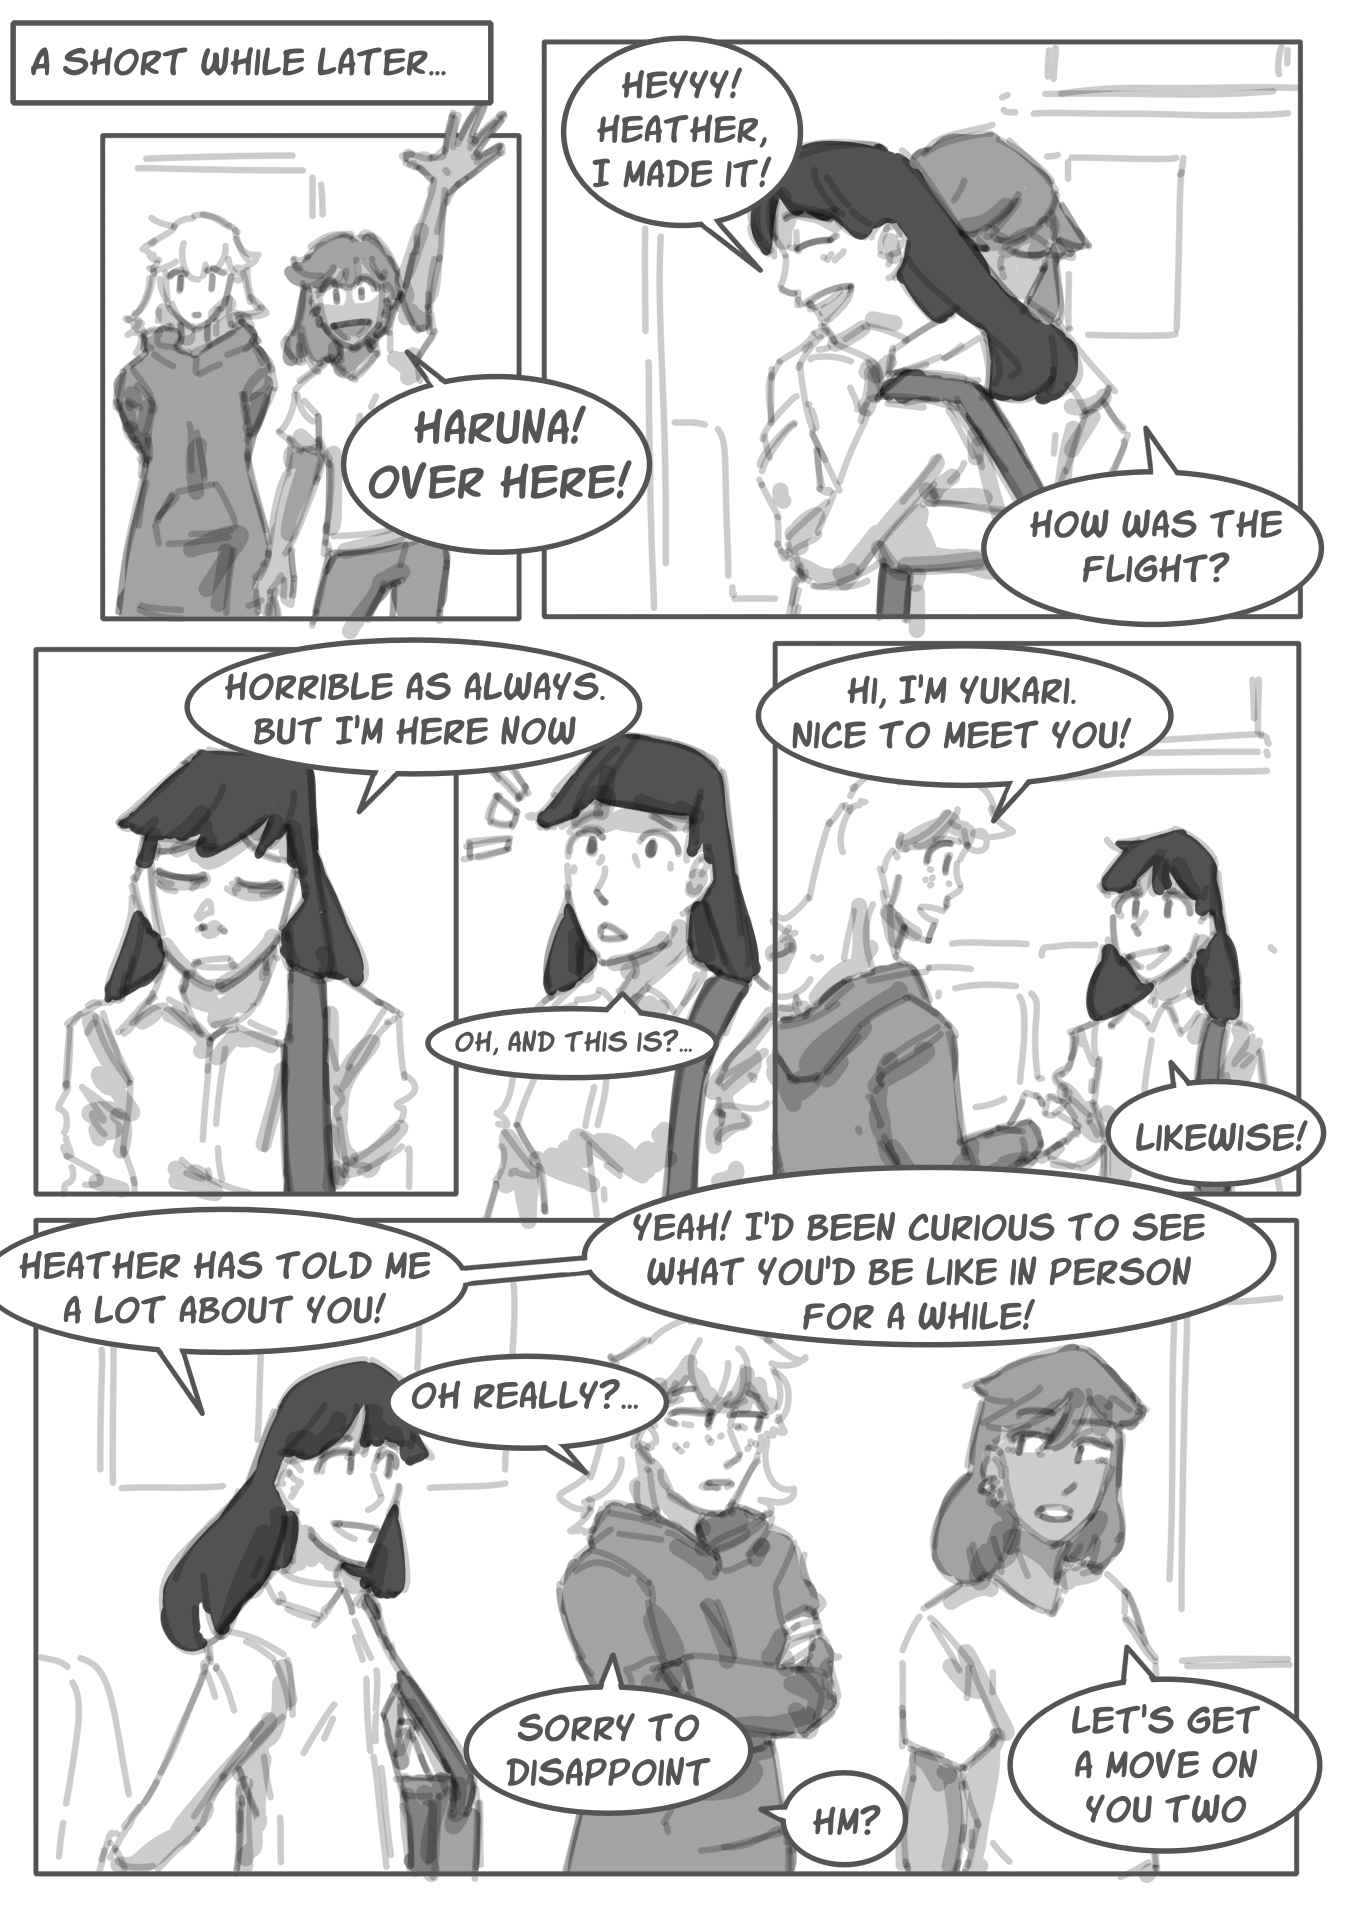 A SHORT WHILE LATER...
HARUNA!
OVER HERE!
HEYYY!
HEATHER,
I MADE IT!
HOW WAS THE
FLIGHT?
HORRIBLE AS ALWAYS.
BUT I'M HERE NOW
OH, AND THIS IS?...
HI, I'M YUKARI.
NICE TO MEET YOU!
LIKEWISE!
HEATHER HAS TOLD ME
A LOT ABOUT YOU!
YEAH! I'D BEEN CURIOUS TO SEE
WHAT YOU'D BE LIKE IN PERSON
FOR A WHILE!
OH REALLY?...
SORRY TO
DISAPPOINT
HM?
LET'S GET
A MOVE ON
YOU TWO